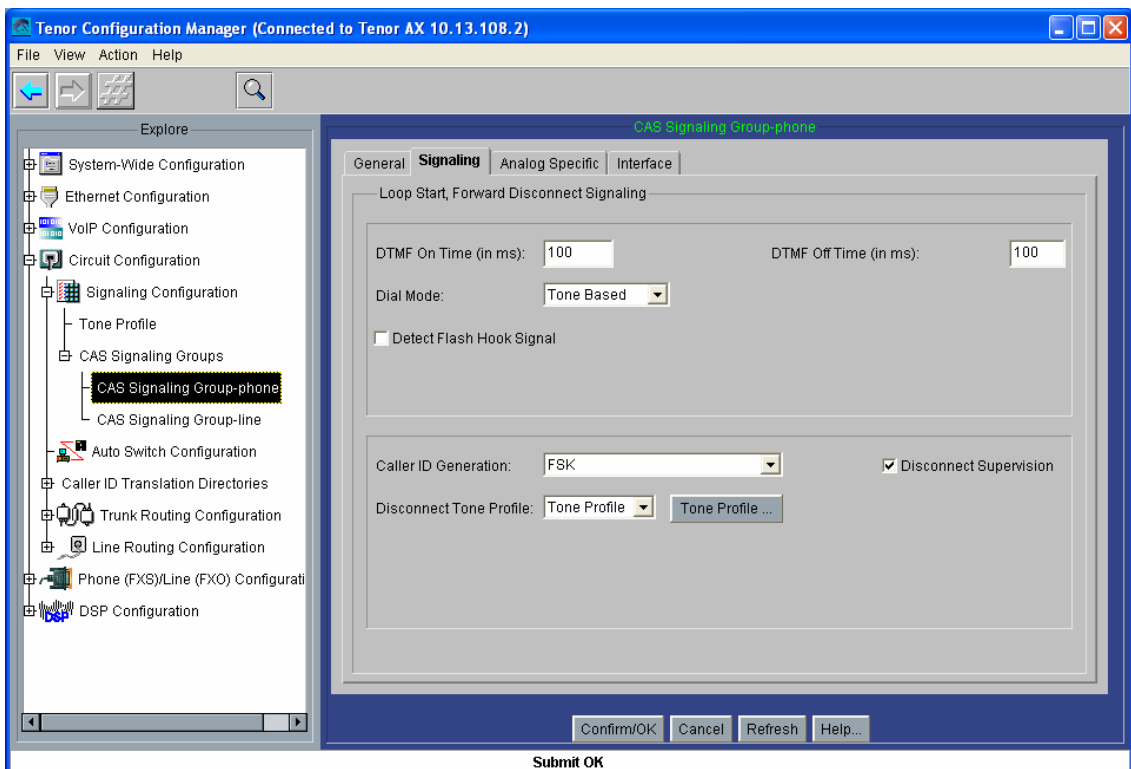 Tenor Configuration Manager (Connected to Tenor AX 10.13.108.2)
File View Action Help
Explore
System-Wide Configuration
Ethernet Configuration
VoIP Configuration
Circuit Configuration
Signaling Configuration
Tone Profile
CAS Signaling Groups
CAS Signaling Group-phone
CAS Signaling Group-line
Auto Switch Configuration
Caller ID Translation Directories
Trunk Routing Configuration
Line Routing Configuration
Phone (FXS)/Line (FXO) Configurati
DSP DSP Configuration
CAS Signaling Group-phone
General Signaling Analog Specific Interface
Loop Start, Forward Disconnect Signaling
DTMF On Time (in ms): 100 DTMF Off Time (in ms): 100
Dial Mode: Tone Based
Detect Flash Hook Signal
Caller ID Generation: FSK Disconnect Supervision
Disconnect Tone Profile: Tone Profile Tone Profile ...
Confirm/OK Cancel Refresh Help...
Submit OK